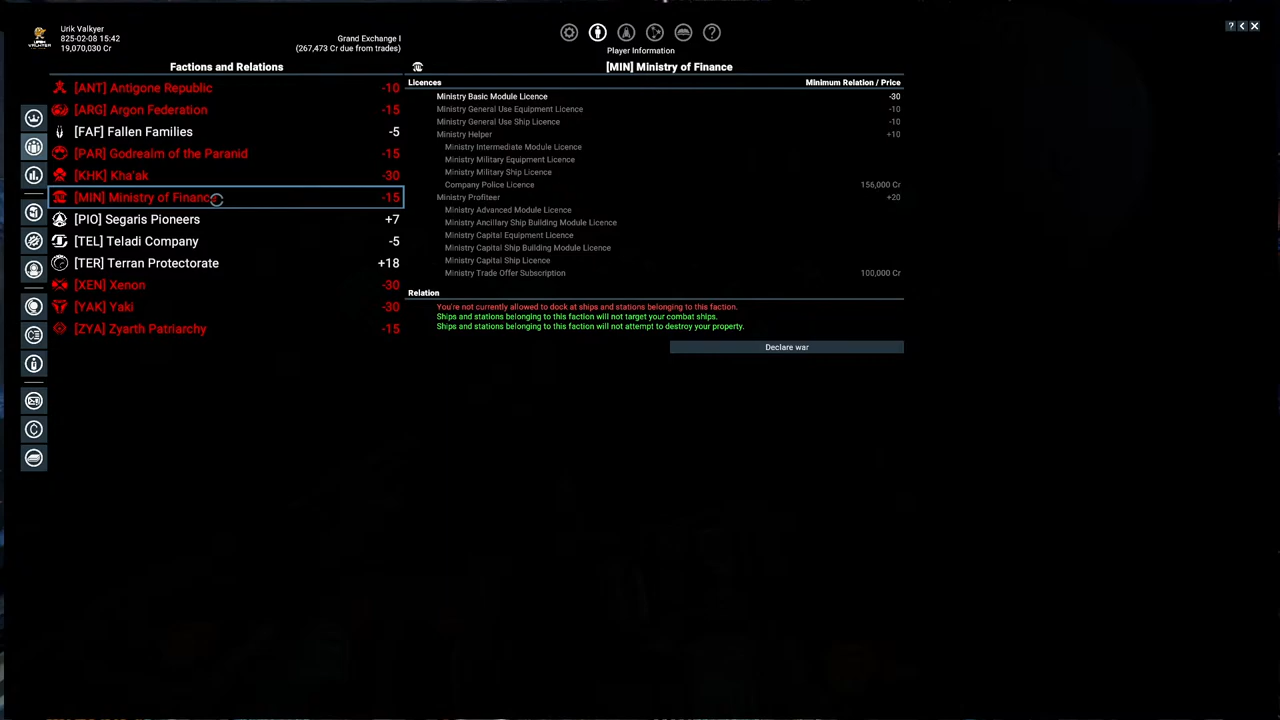 Urik Valkyer
825-02-08 15:42
19,070,030 Cr
Grand Exchange I
(267,473 Cr due from trades)
Player Information
? < X
Factions and Relations
[ANT] Antigone Republic -10
[ARG] Argon Federation -15
[FAF] Fallen Families -5
[PAR] Godrealm of the Paranid -15
[KHK] Kha'ak -30
[MIN] Ministry of Finance -15
[PIO] Segaris Pioneers +7
[TEL] Teladi Company -5
[TER] Terran Protectorate +18
[XEN] Xenon -30
[YAK] Yaki -30
[ZYA] Zyarth Patriarchy -15
[MIN] Ministry of Finance
Licences Minimum Relation / Price
Ministry Basic Module Licence -30
Ministry General Use Equipment Licence -10
Ministry General Use Ship Licence -10
Ministry Helper +10
Ministry Intermediate Module Licence
Ministry Military Equipment Licence
Ministry Military Ship Licence
Company Police Licence 156,000 Cr
Ministry Profiteer +20
Ministry Advanced Module Licence
Ministry Ancillary Ship Building Module Licence
Ministry Capital Equipment Licence
Ministry Capital Ship Building Module Licence
Ministry Capital Ship Licence
Ministry Trade Offer Subscription 100,000 Cr
Relation
You're not currently allowed to dock at ships and stations belonging to this faction.
Ships and stations belonging to this faction will not target your combat ships.
Ships and stations belonging to this faction will not attempt to destroy your property.
Declare war